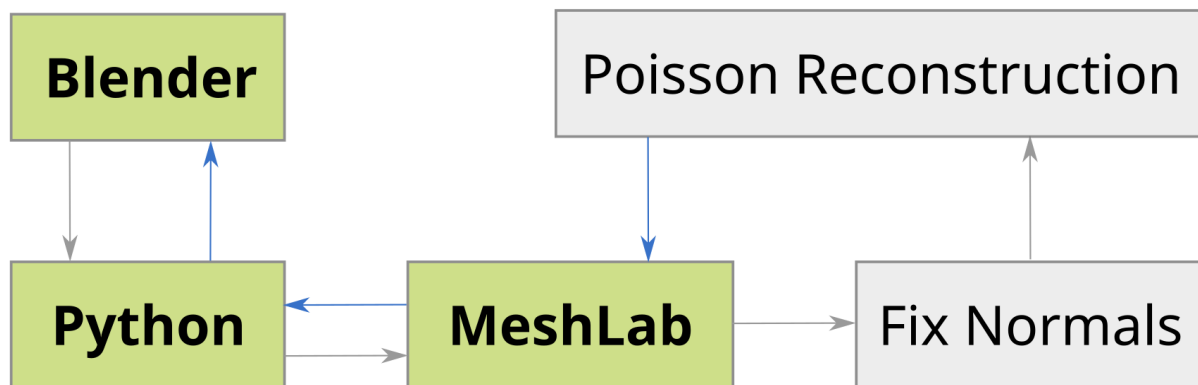 Blender
Poisson Reconstruction
Python
MeshLab
Fix Normals